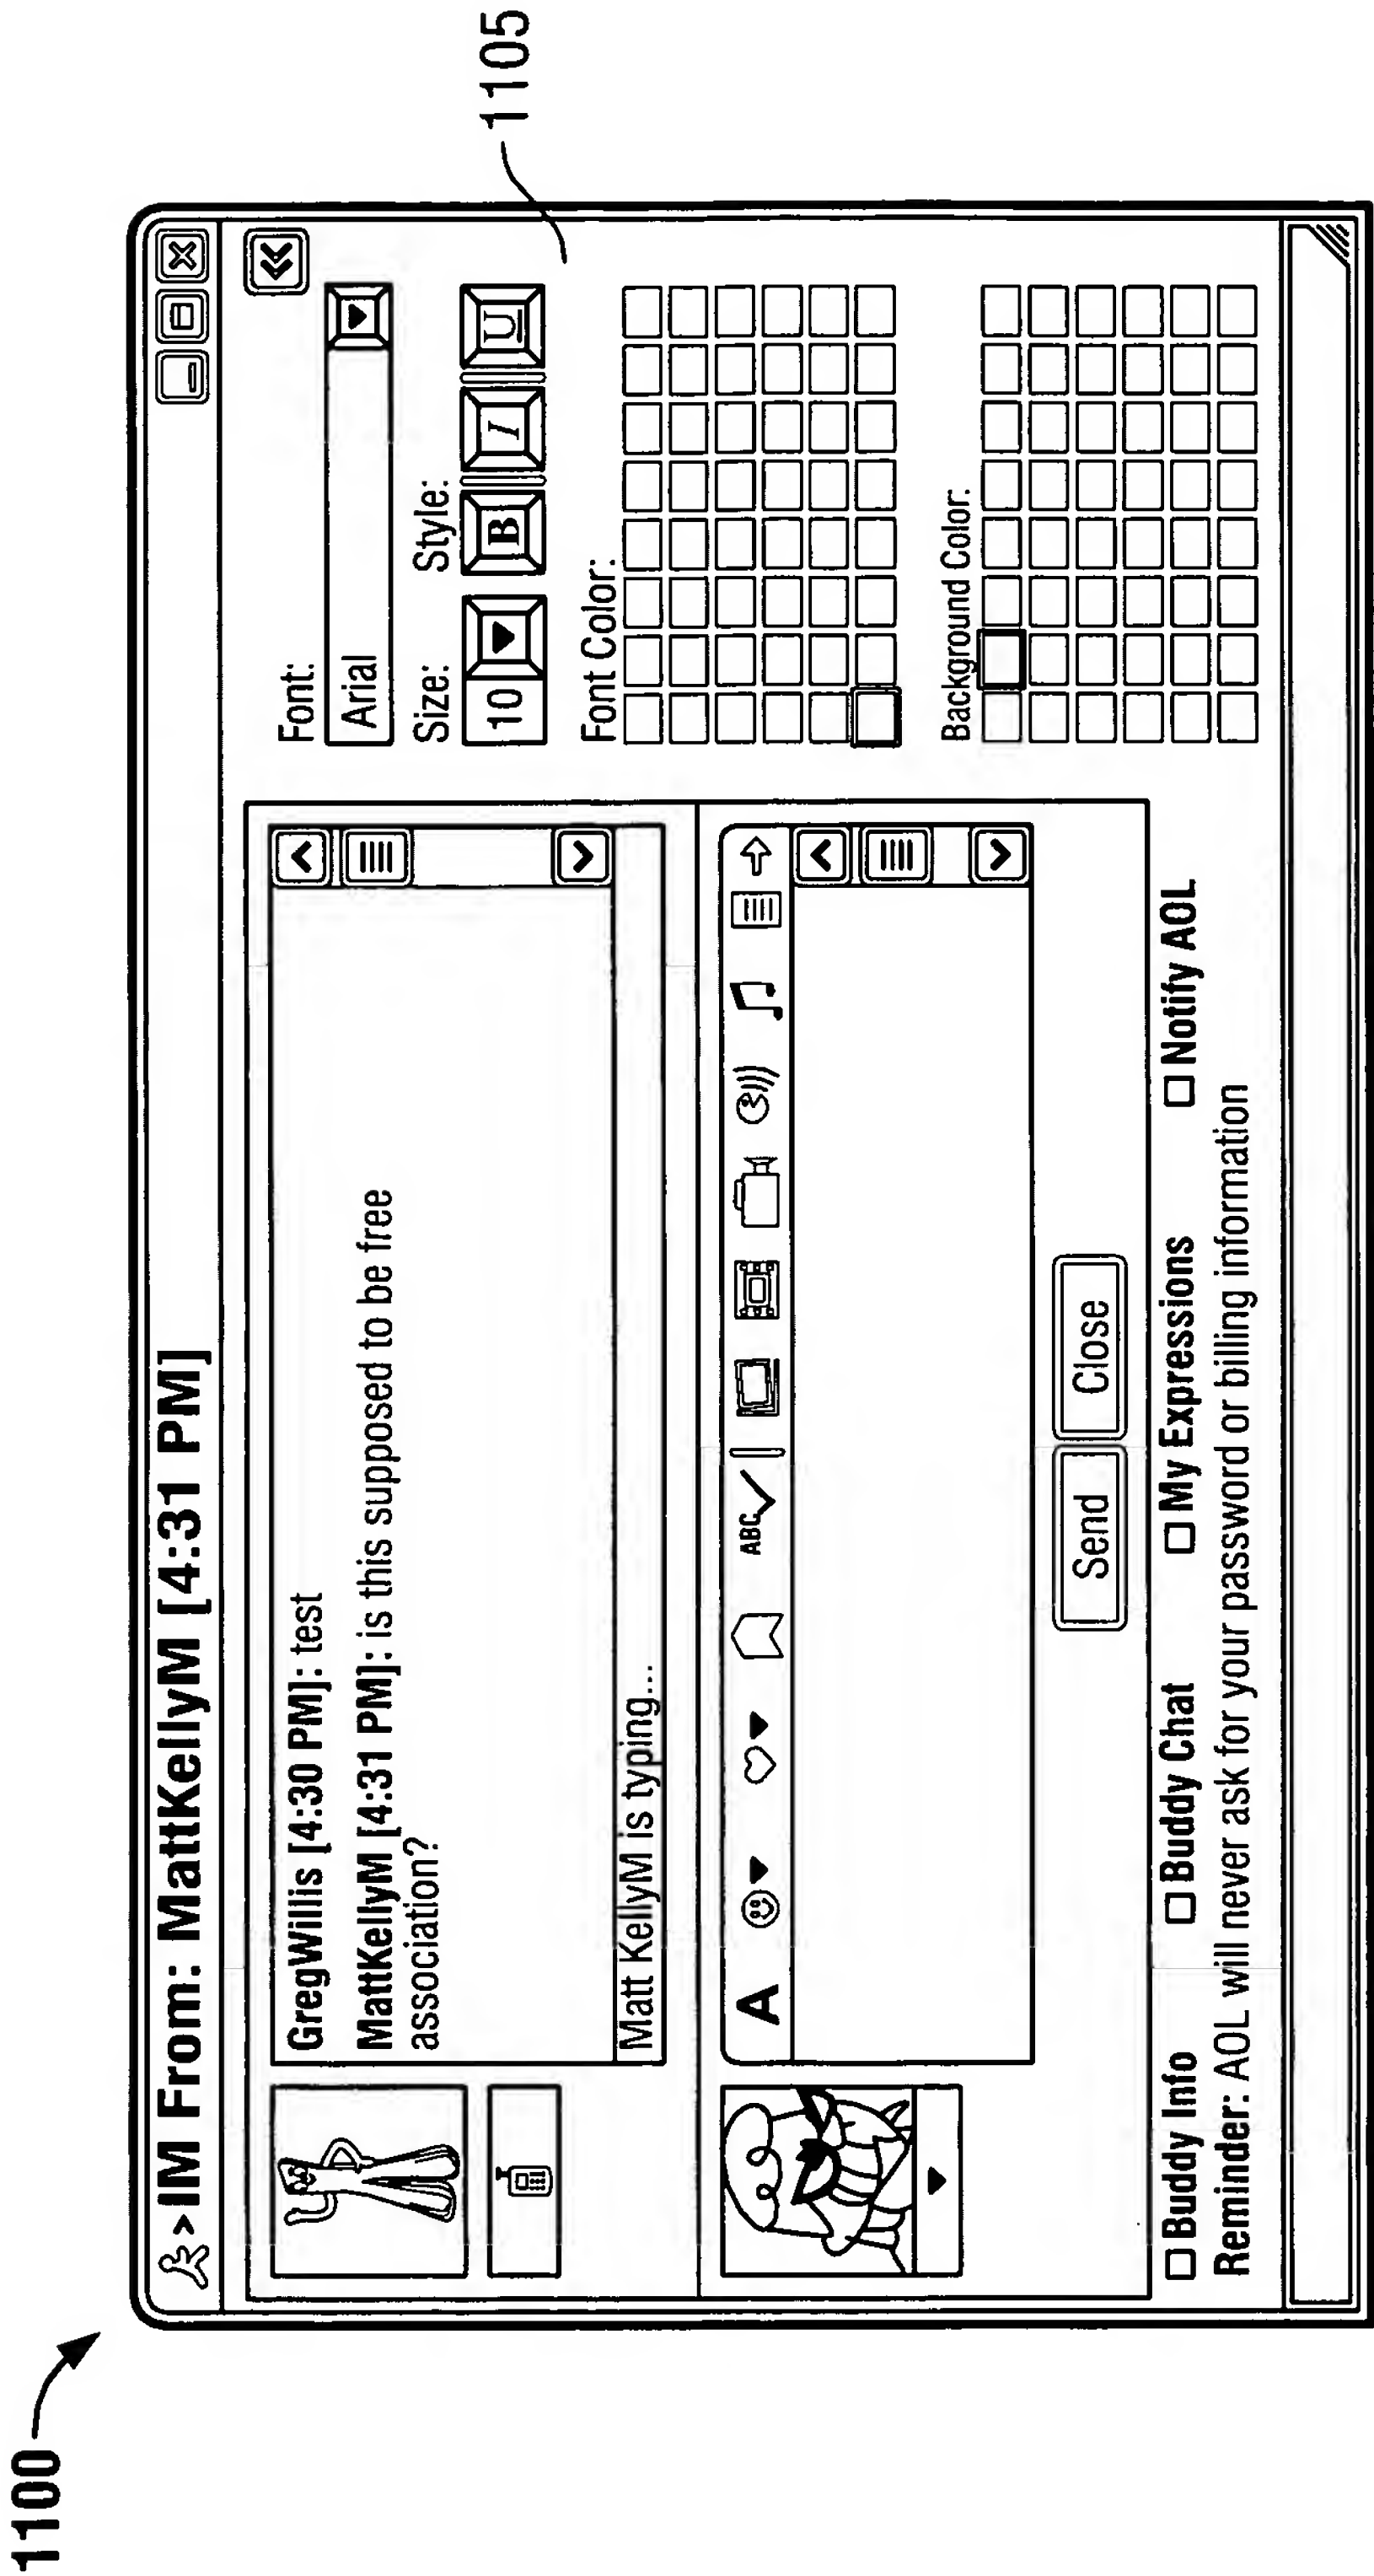 1100
>IM From: MattKellyM [4:31 PM]
GregWillis [4:30 PM]: test
MattKellyM [4:31 PM]: is this supposed to be free
association?
Matt KellyM is typing...
A
ABC
Send Close
Font:
Arial
Size: Style:
10 B I U
Font Color:
Background Color:
1105
Buddy Info Buddy Chat My Expressions Notify AOL
Reminder: AOL will never ask for your password or billing information